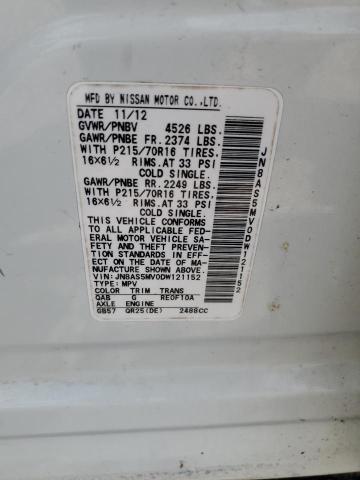 MFD BY NISSAN MOTOR CO.,LTD.
DATE 11/12
GVWR/PNBV 4526 LBS.
GAWR/PNBE FR. 2374 LBS.
WITH P215/70R16 TIRES,
16X6½ RIMS. AT 33 PSI
COLD SINGLE.
GAWR/PNBE RR. 2249 LBS.
WITH P215/70R16 TIRES,
16X6½ RIMS. AT 33 PSI
COLD SINGLE.
THIS VEHICLE CONFORMS
TO ALL APPLICABLE FED-
ERAL MOTOR VEHICLE SA-
FETY AND THEFT PREVEN-
TION STANDARDS IN EFF-
ECT ON THE DATE OF MA-
NUFACTURE SHOWN ABOVE.
VIN: JN8AS5MV0DW121152
TYPE: MPV
COLOR TRIM TRANS
QAB G RE0F10A
AXLE ENGINE
GB57 QR25(DE) 2488CC
JN8AS5MV0DW121152